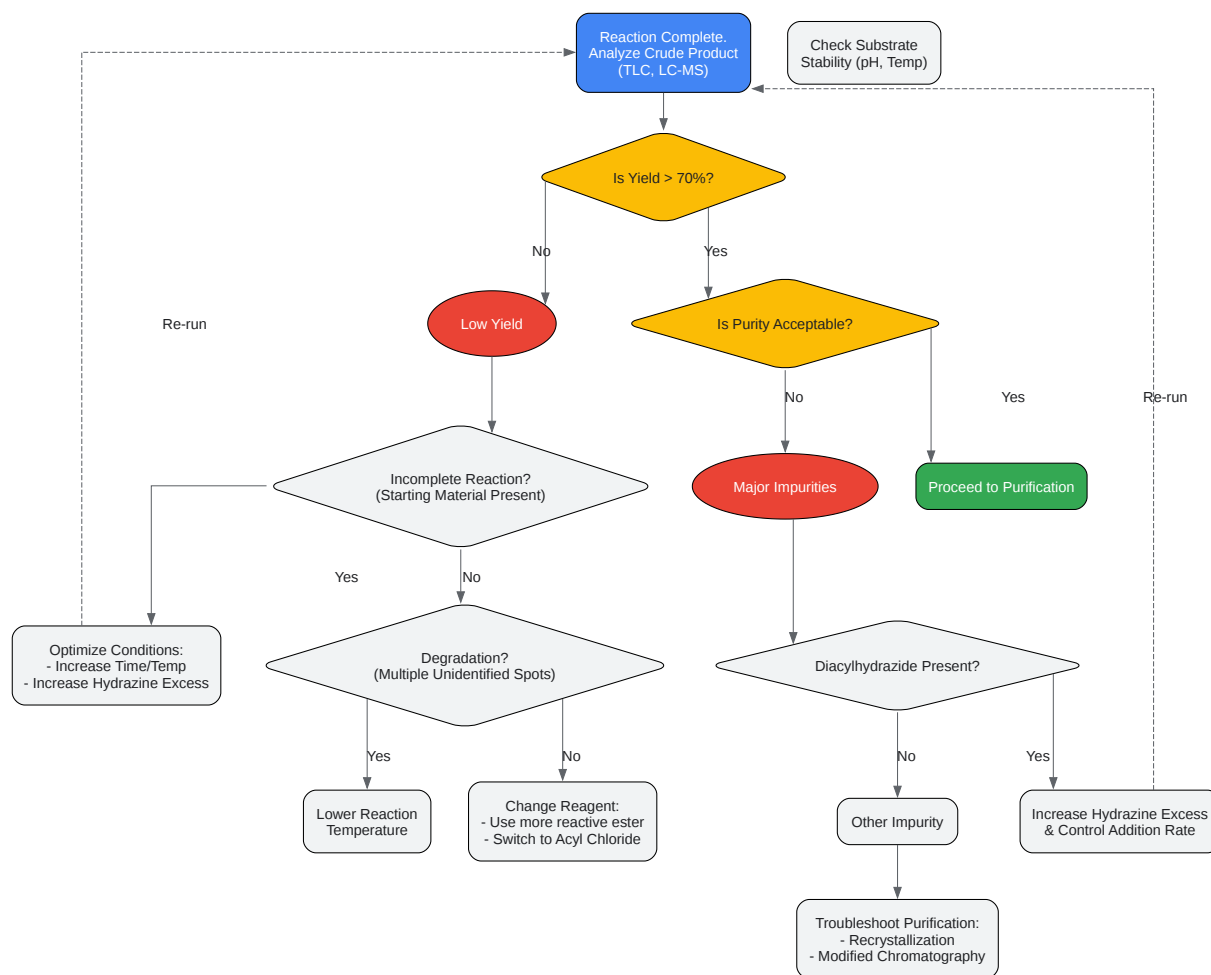 Reaction Complete.
Analyze Crude Product
(TLC, LC-MS)
Check Substrate
Stability (pH, Temp)
Is Yield > 70%?
No
Yes
Re-run
Low Yield
Is Purity Acceptable?
No
Yes
Re-run
Incomplete Reaction?
(Starting Material Present)
Major Impurities
Proceed to Purification
Yes
No
Optimize Conditions:
- Increase Time/Temp
- Increase Hydrazine Excess
Degradation?
(Multiple Unidentified Spots)
Diacylhydrazide Present?
Yes
No
No
Yes
Lower Reaction
Temperature
Change Reagent:
- Use more reactive ester
- Switch to Acyl Chloride
Other Impurity
Increase Hydrazine Excess
& Control Addition Rate
Troubleshoot Purification:
- Recrystallization
- Modified Chromatography